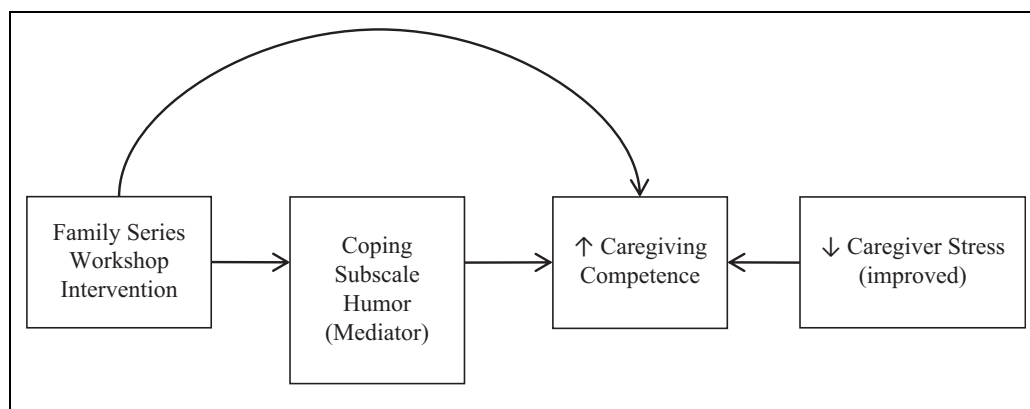 Family Series
Workshop
Intervention
Coping
Subscale
Humor
(Mediator)
↑ Caregiving
Competence
↓ Caregiver Stress
(improved)